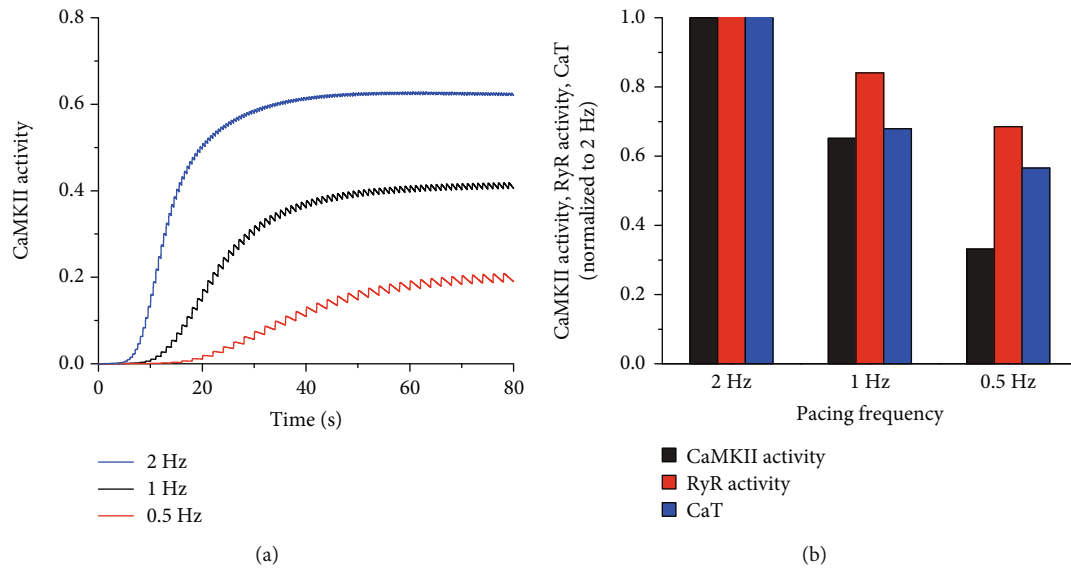 0.8
0.6
0.4
0.2
0.0
CaMKII activity
0
20
40
60
80
Time (s)
2 Hz
1 Hz
0.5 Hz
(a)
1.0
0.8
0.6
0.4
0.2
0.0
CaMKII activity, RyR activity, CaT
(normalized to 2 Hz)
2 Hz
1 Hz
0.5 Hz
Pacing frequency
CaMKII activity
RyR activity
CaT
(b)